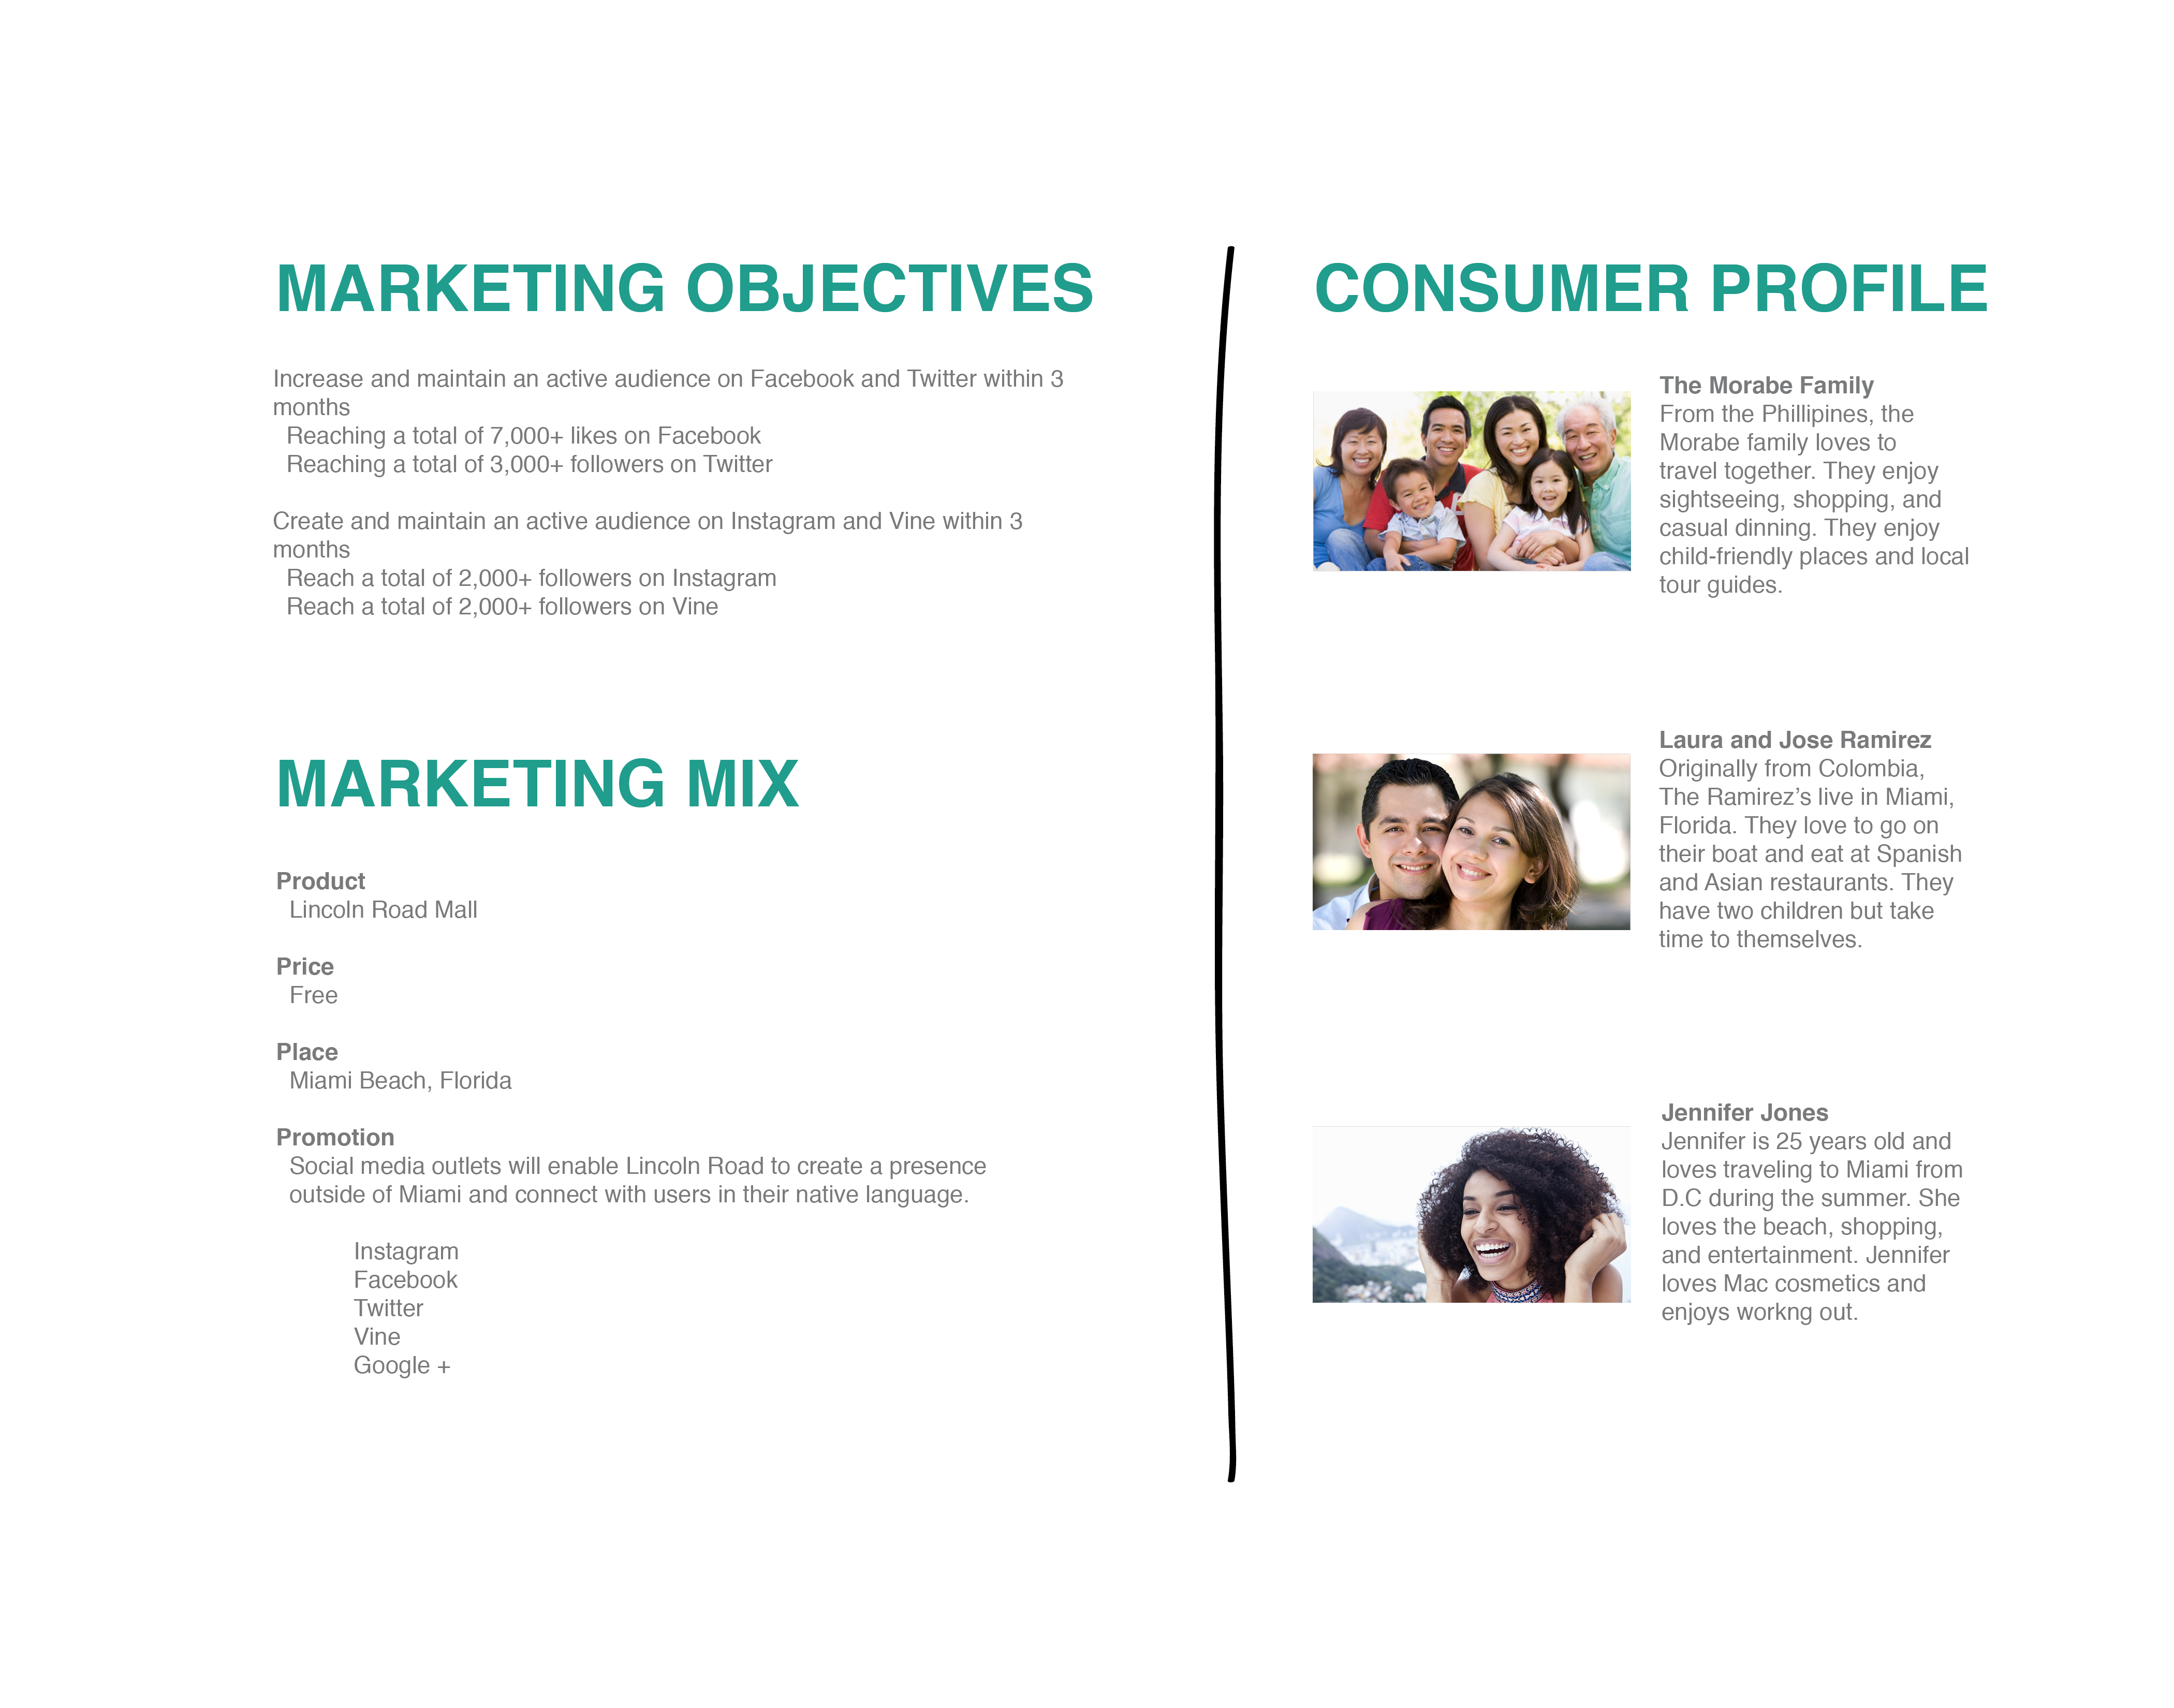 MARKETING OBJECTIVES
Increase and maintain an active audience on Facebook and Twitter within 3
months
Reaching a total of 7,000+ likes on Facebook
Reaching a total of 3,000+ followers on Twitter
Create and maintain an active audience on Instagram and Vine within 3
months
Reach a total of 2,000+ followers on Instagram
Reach a total of 2,000+ followers on Vine
MARKETING MIX
Product
Lincoln Road Mall
Price
Free
Place
Miami Beach, Florida
Promotion
Social media outlets will enable Lincoln Road to create a presence
outside of Miami and connect with users in their native language.
Instagram
Facebook
Twitter
Vine
Google +
CONSUMER PROFILE
The Morabe Family
From the Phillipines, the
Morabe family loves to
travel together. They enjoy
sightseeing, shopping, and
casual dinning. They enjoy
child-friendly places and local
tour guides.
Laura and Jose Ramirez
Originally from Colombia,
The Ramirez’s live in Miami,
Florida. They love to go on
their boat and eat at Spanish
and Asian restaurants. They
have two children but take
time to themselves.
Jennifer Jones
Jennifer is 25 years old and
loves traveling to Miami from
D.C during the summer. She
loves the beach, shopping,
and entertainment. Jennifer
loves Mac cosmetics and
enjoys workng out.